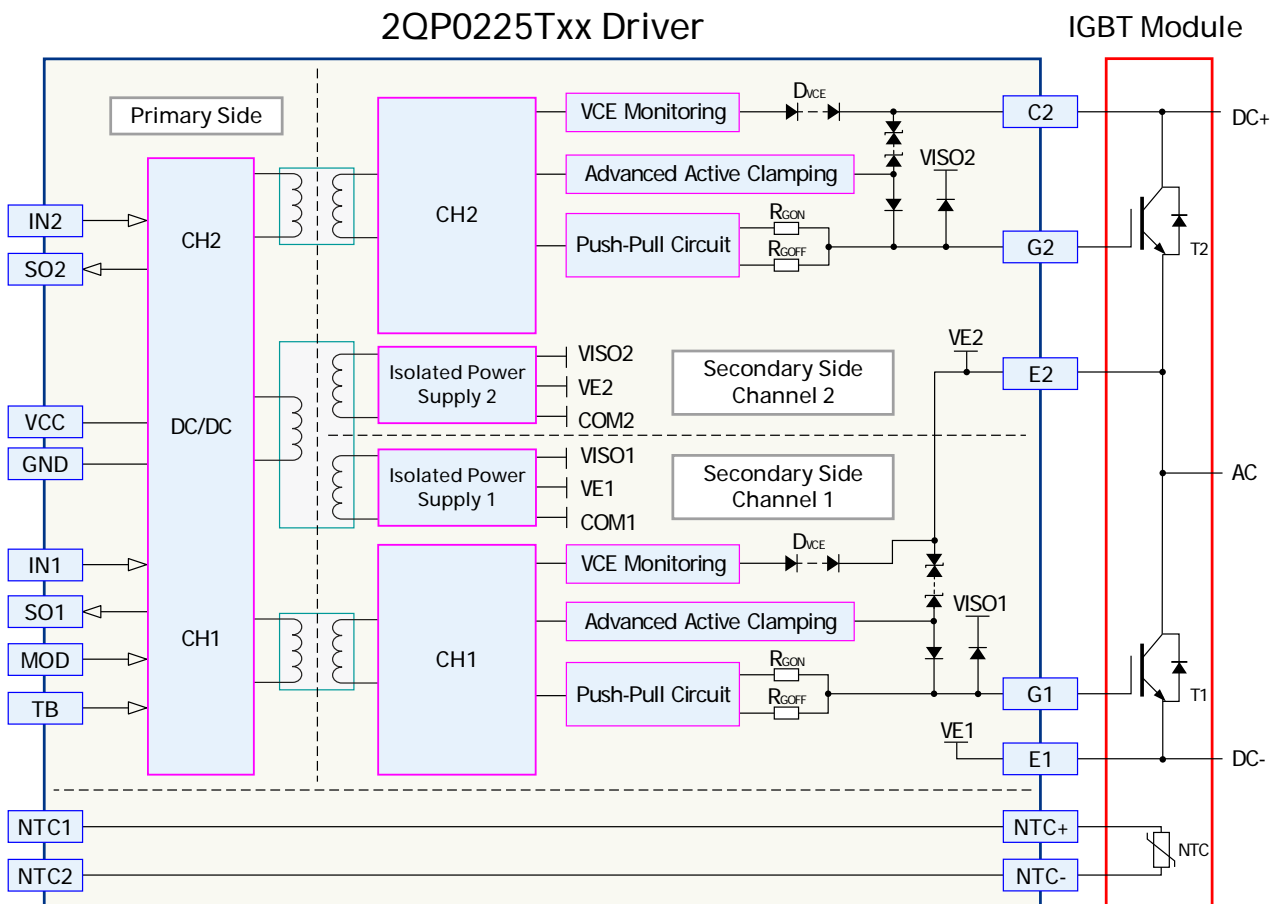 2QP0225Txx Driver
IGBT Module
Primary Side
VCE Monitoring
DVCE
C2
DC+
VISO2
Advanced Active Clamping
IN2
CH2
CH2
Push-Pull Circuit
RGON
RGOFF
G2
T2
SO2
Isolated Power
Supply 2
VISO2
VE2
COM2
Secondary Side
Channel 2
VE2
E2
VCC
DC/DC
GND
Isolated Power
Supply 1
VISO1
VE1
COM1
Secondary Side
Channel 1
AC
IN1
VCE Monitoring
DVCE
SO1
Advanced Active Clamping
VISO1
CH1
CH1
MOD
Push-Pull Circuit
RGON
RGOFF
G1
T1
TB
VE1
E1
DC-
NTC1
NTC+
NTC
NTC2
NTC-